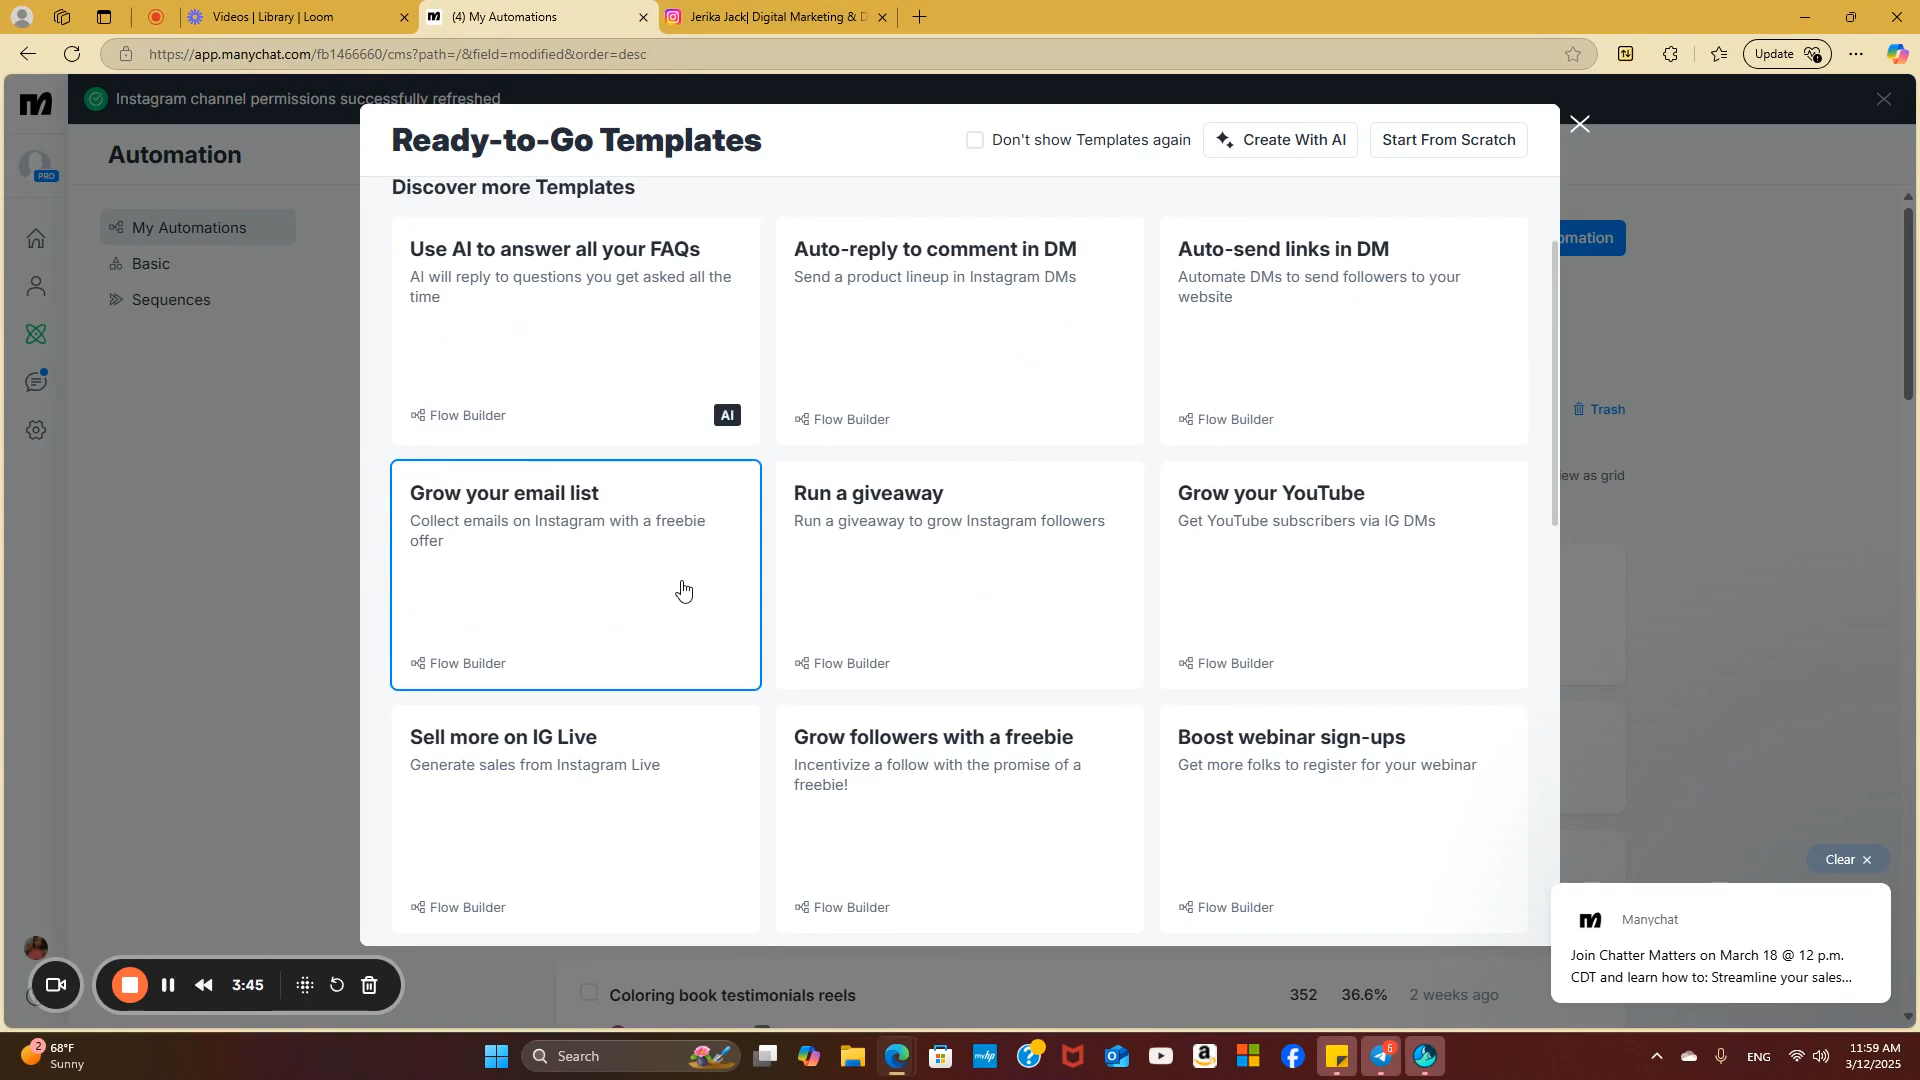 Videos | Library | Loom
(4) My Automations
Jerika Jack| Digital Marketing & D
https://app.manychat.com/fb1466660/cms?path=/&field=modified&order=desc
Update
Instagram channel permissions successfully refreshed
Automation
PRO
My Automations
Basic
Sequences
Ready-to-Go Templates
Don't show Templates again
Create With AI
Start From Scratch
Discover more Templates
Use AI to answer all your FAQs
AI will reply to questions you get asked all the
time
Flow Builder
AI
Auto-reply to comment in DM
Send a product lineup in Instagram DMs
Flow Builder
Auto-send links in DM
Automate DMs to send followers to your
website
Flow Builder
Grow your email list
Collect emails on Instagram with a freebie
offer
Flow Builder
Run a giveaway
Run a giveaway to grow Instagram followers
Flow Builder
Grow your YouTube
Get YouTube subscribers via IG DMs
Flow Builder
Sell more on IG Live
Generate sales from Instagram Live
Flow Builder
Grow followers with a freebie
Incentivize a follow with the promise of a
freebie!
Flow Builder
Boost webinar sign-ups
Get more folks to register for your webinar
Flow Builder
omation
Trash
ew as grid
Clear
Manychat
Join Chatter Matters on March 18 @ 12 p.m.
CDT and learn how to: Streamline your sales...
Coloring book testimonials reels
352
36.6%
2 weeks ago
3:45
2
68°F
Sunny
Search
myhp
6
ENG
11:59 AM
3/12/2025